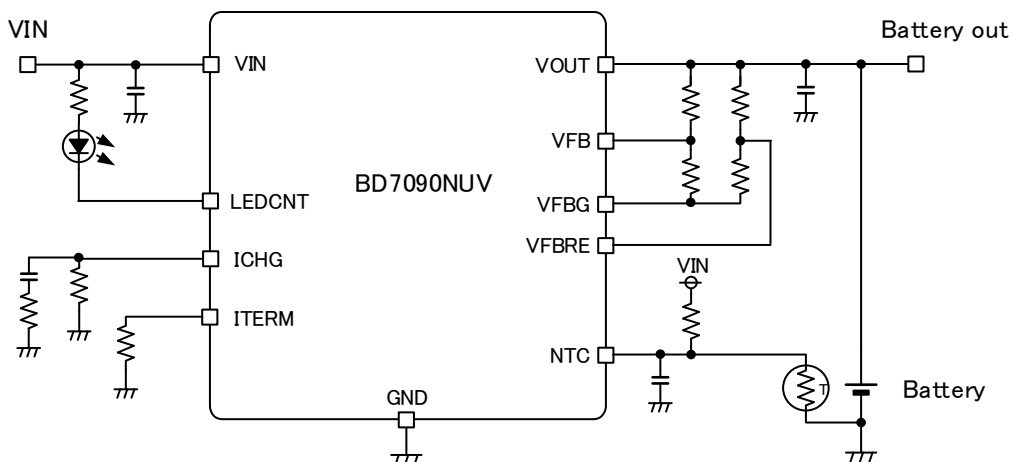 VIN
Battery out
VIN
VOUT
VFB
BD7090NUV
LEDCNT
VFBG
VFBRE
ICHG
VIN
ITERM
NTC
T
GND
Battery